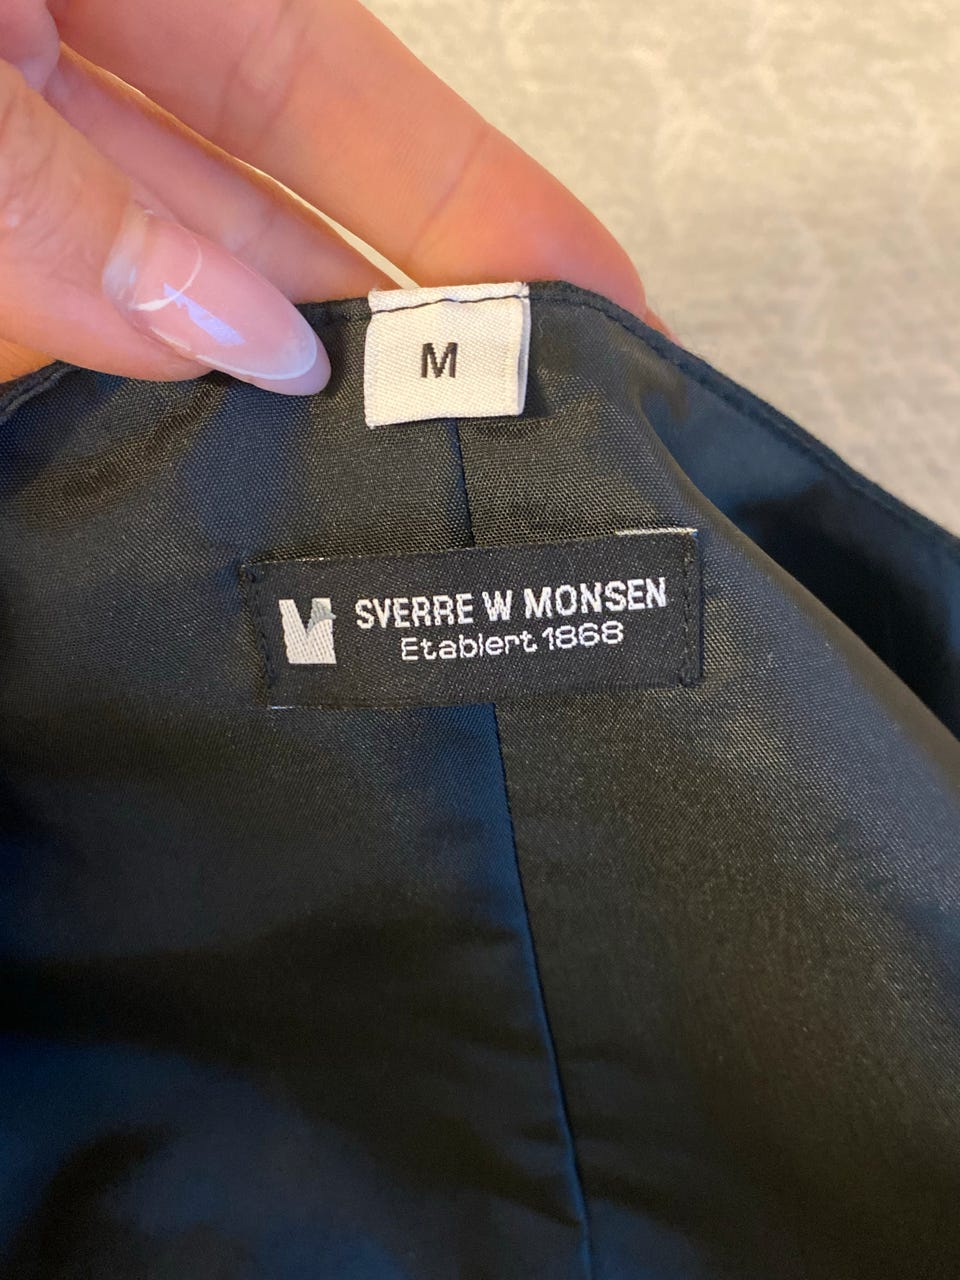 M
SVERRE W MONSEN
Etablert 1868